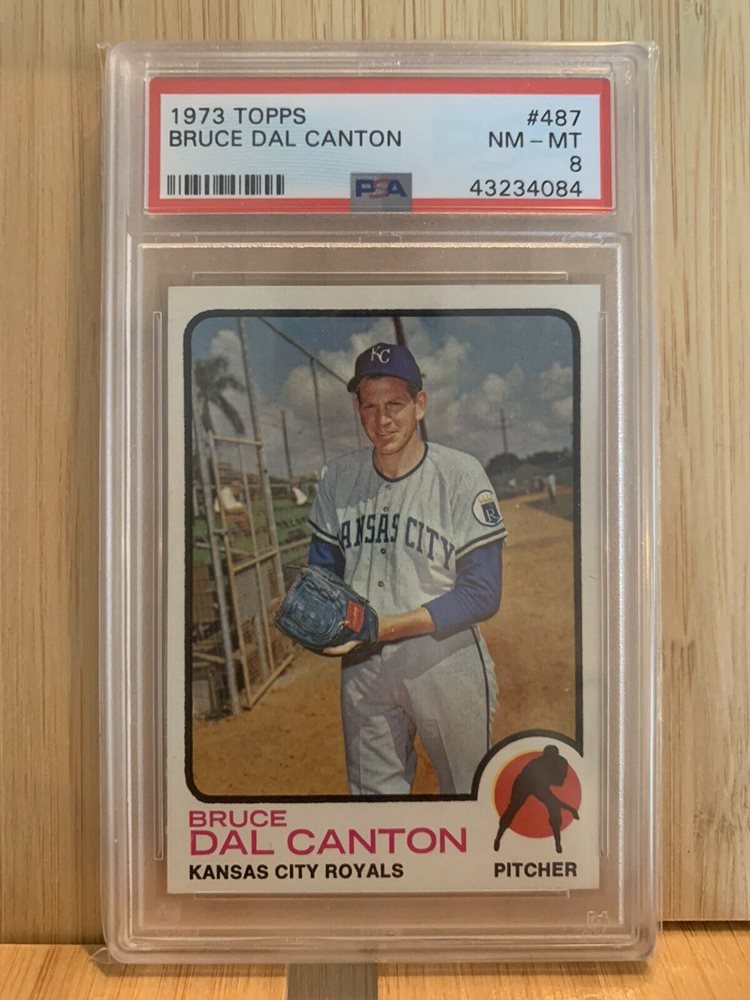 1973 TOPPS #487
BRUCE DAL CANTON NM - MT
8
PSA 43234084
KC
KANSAS CITY
R
BRUCE
DAL CANTON
KANSAS CITY ROYALS PITCHER